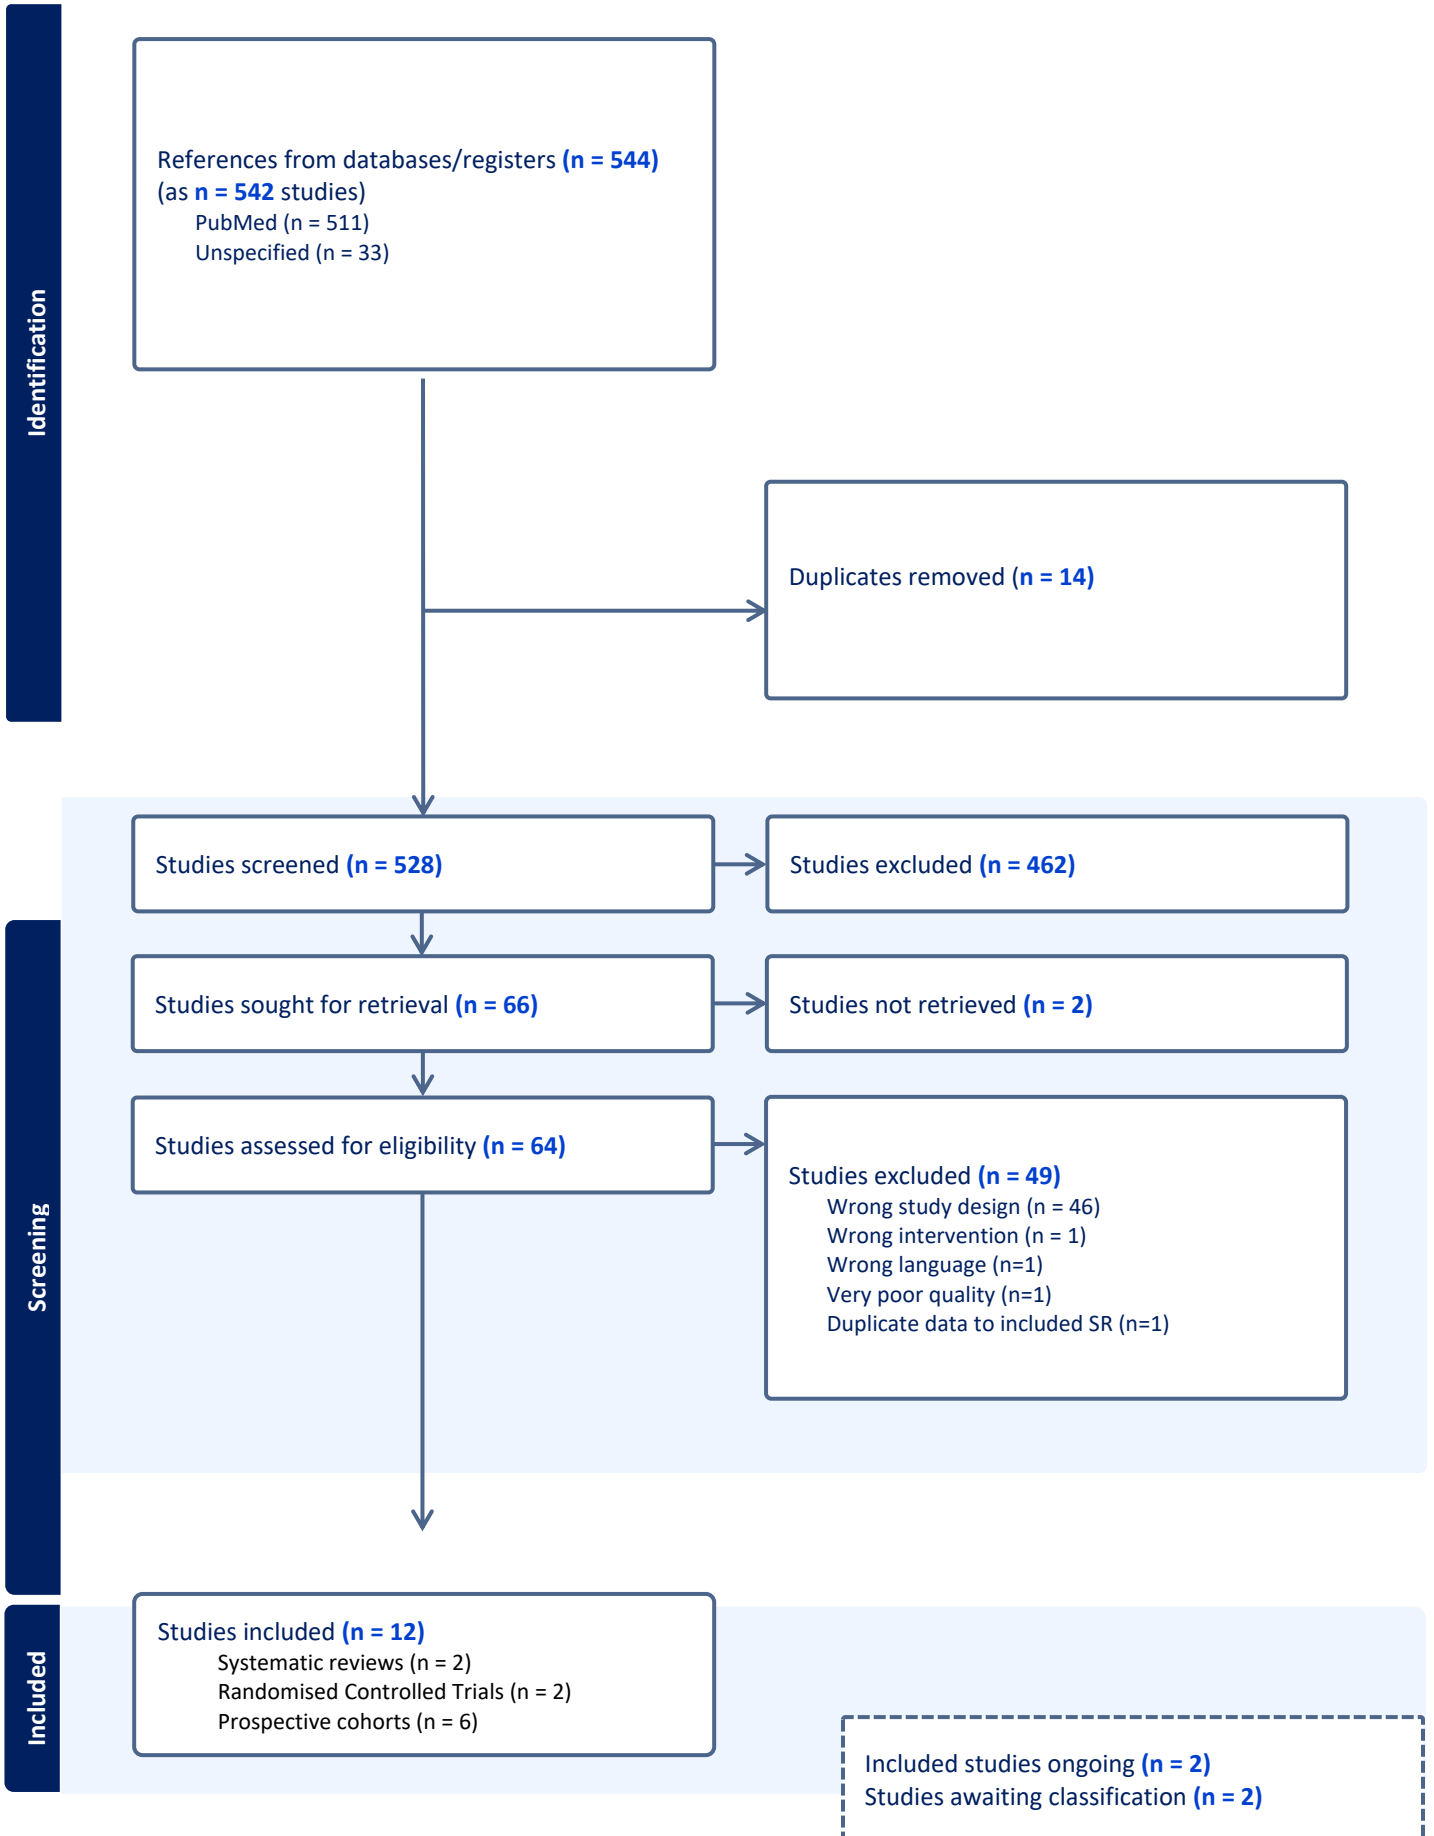 Identification
References from databases/registers (n = 544)
(as n = 542 studies)
PubMed (n = 511)
Unspecified (n = 33)
Duplicates removed (n = 14)
Screening
Studies screened (n = 528)
Studies excluded (n = 462)
Studies sought for retrieval (n = 66)
Studies not retrieved (n = 2)
Studies assessed for eligibility (n = 64)
Studies excluded (n = 49)
Wrong study design (n = 46)
Wrong intervention (n = 1)
Wrong language (n=1)
Very poor quality (n=1)
Duplicate data to included SR (n=1)
Included
Studies included (n = 12)
Systematic reviews (n = 2)
Randomised Controlled Trials (n = 2)
Prospective cohorts (n = 6)
Included studies ongoing (n = 2)
Studies awaiting classification (n = 2)